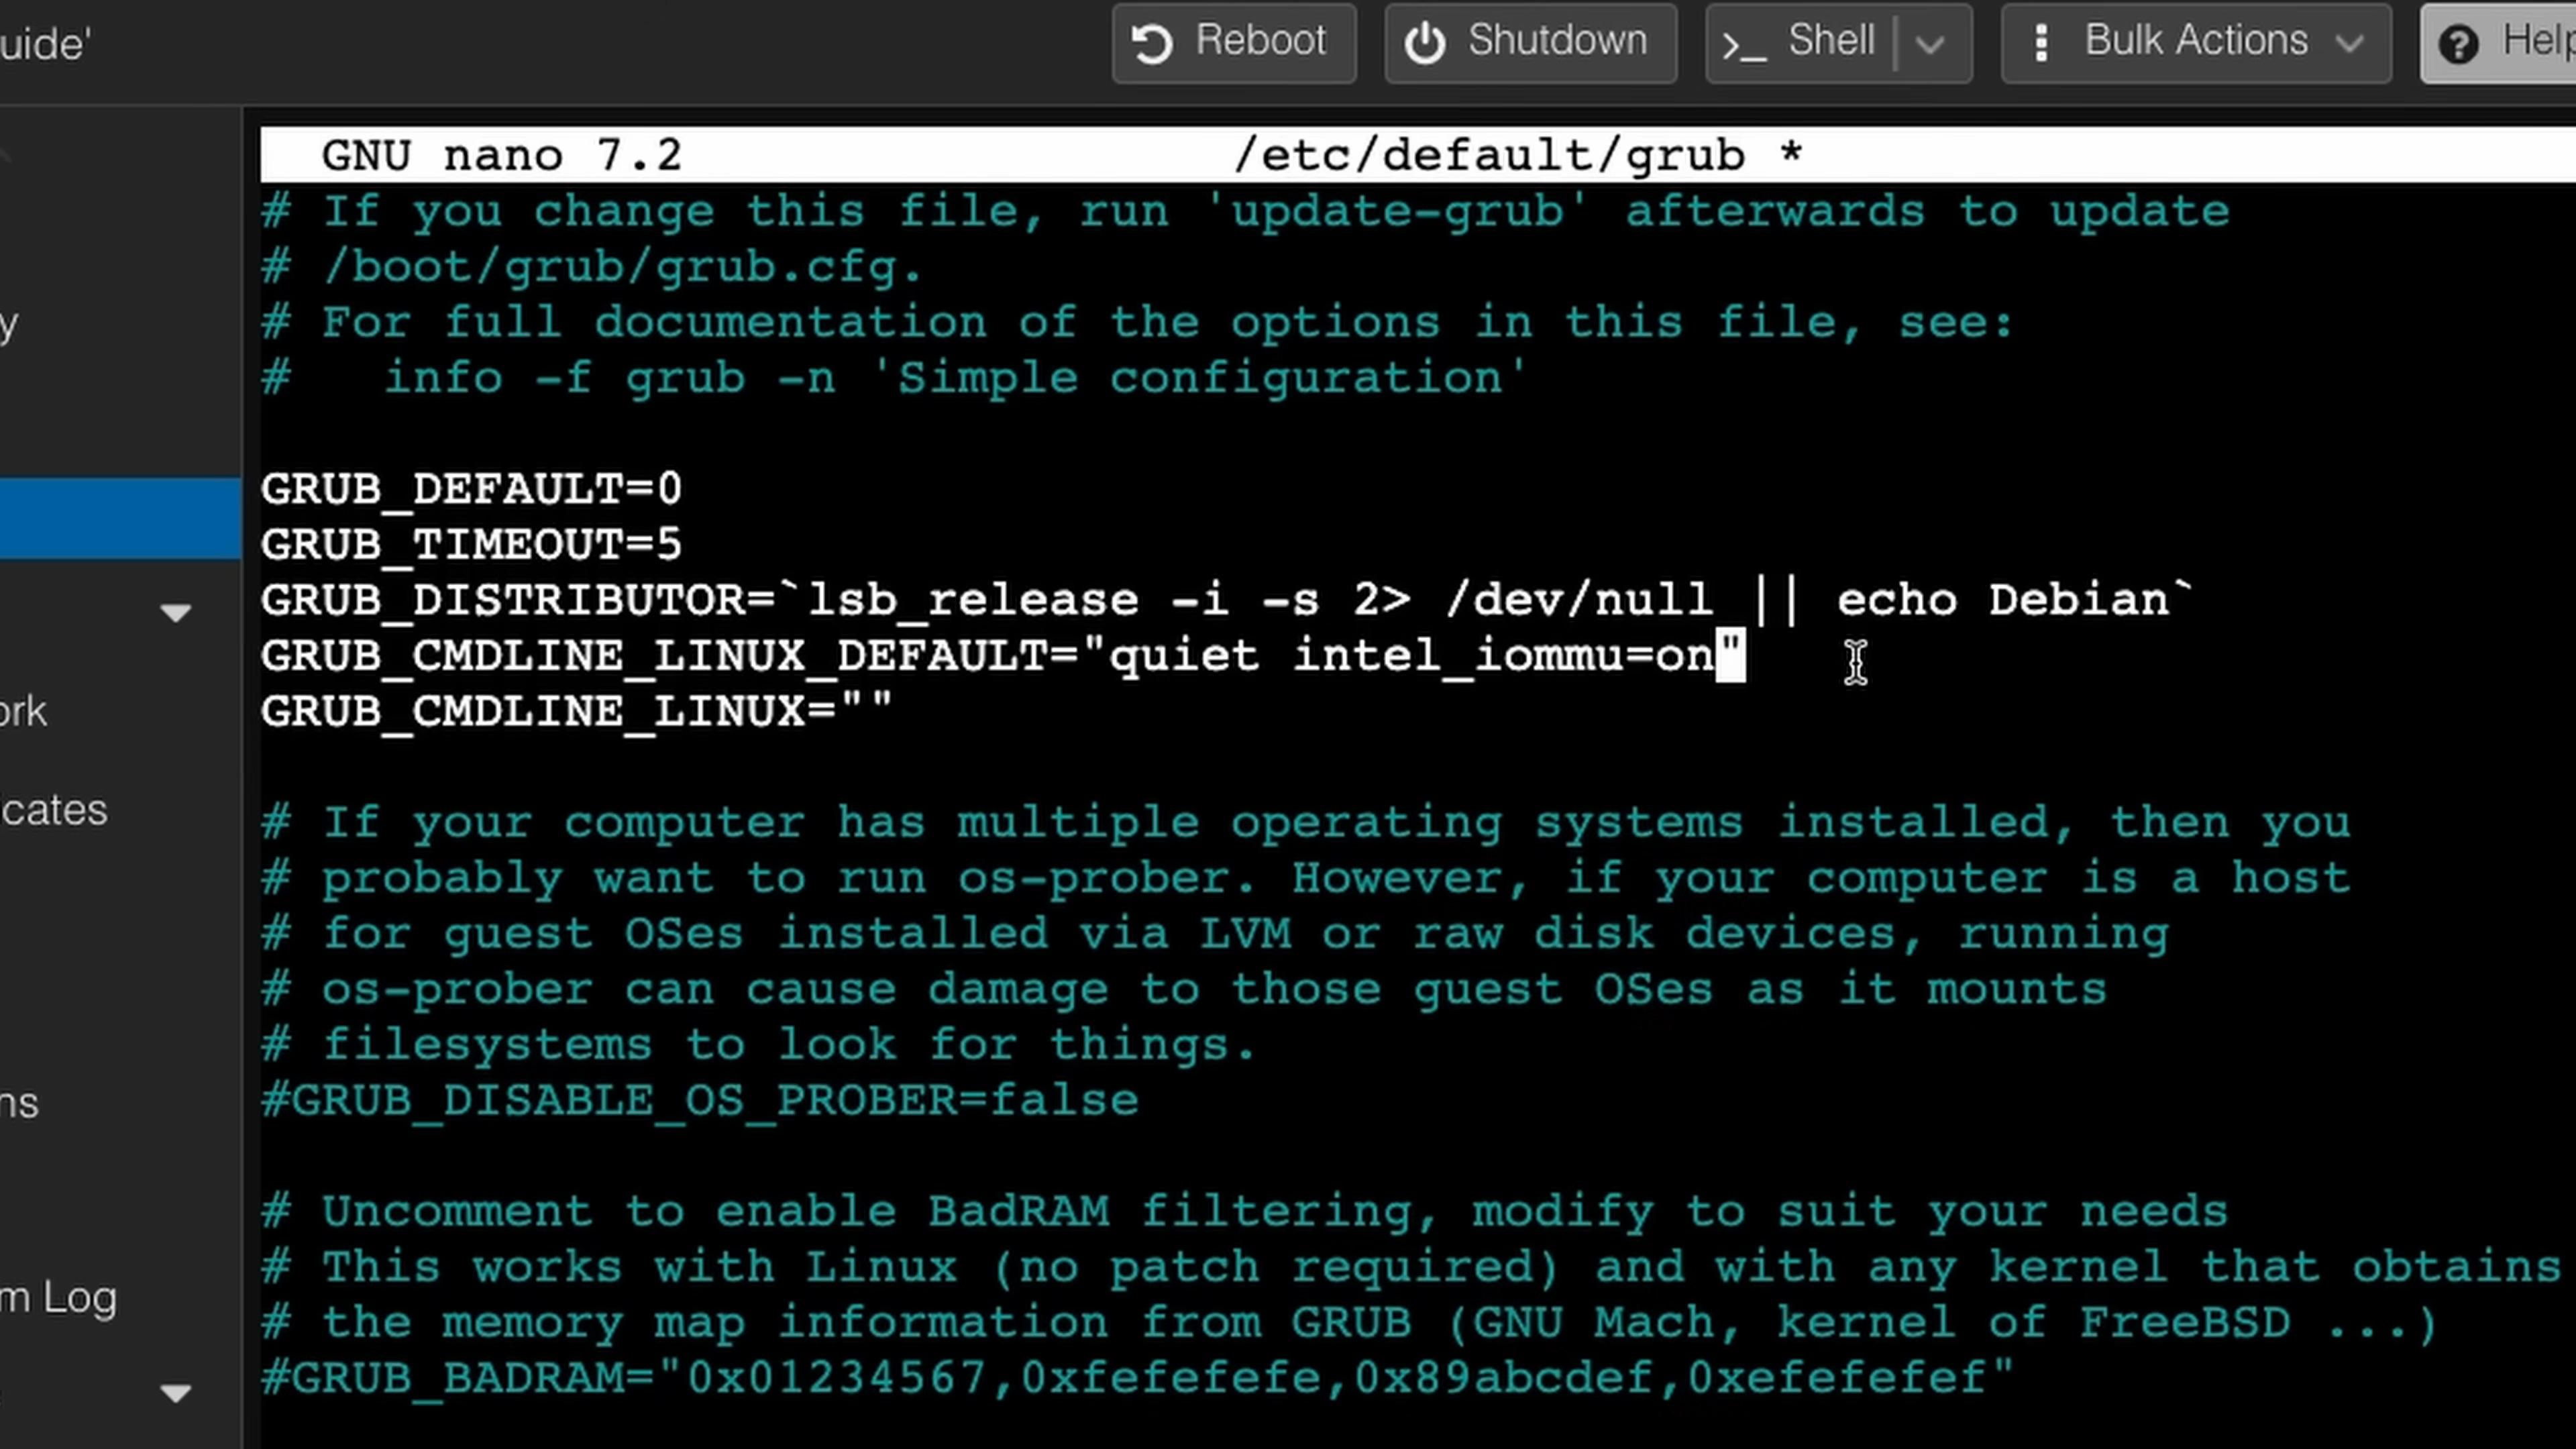 uide'
Reboot
Shutdown
Shell
Bulk Actions
Help
GNU nano 7.2 /etc/default/grub *
# If you change this file, run 'update-grub' afterwards to update
# /boot/grub/grub.cfg.
# For full documentation of the options in this file, see:
#   info -f grub -n 'Simple configuration'
GRUB_DEFAULT=0
GRUB_TIMEOUT=5
GRUB_DISTRIBUTOR=`lsb_release -i -s 2> /dev/null || echo Debian`
GRUB_CMDLINE_LINUX_DEFAULT="quiet intel_iommu=on"
GRUB_CMDLINE_LINUX=""
# If your computer has multiple operating systems installed, then you
# probably want to run os-prober. However, if your computer is a host
# for guest OSes installed via LVM or raw disk devices, running
# os-prober can cause damage to those guest OSes as it mounts
# filesystems to look for things.
#GRUB_DISABLE_OS_PROBER=false
# Uncomment to enable BadRAM filtering, modify to suit your needs
# This works with Linux (no patch required) and with any kernel that obtains
# the memory map information from GRUB (GNU Mach, kernel of FreeBSD ...)
#GRUB_BADRAM="0x01234567,0xfefefefe,0x89abcdef,0xefefefef"
y
ork
cates
ns
m Log